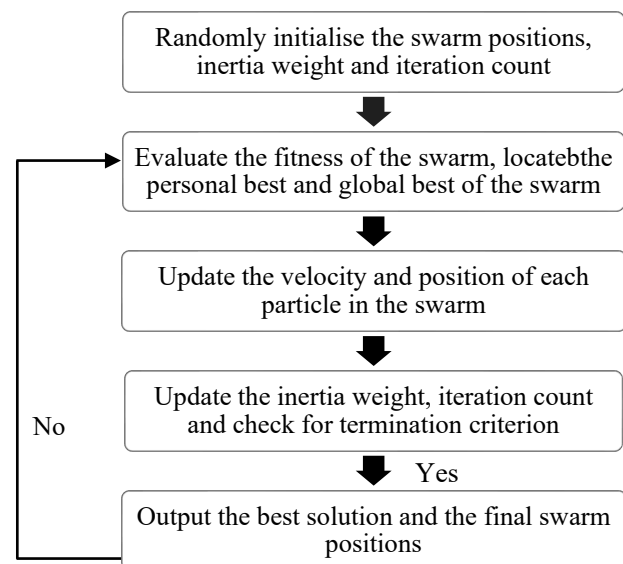 Randomly initialise the swarm positions,
inertia weight and iteration count
Evaluate the fitness of the swarm, locatebthe
personal best and global best of the swarm
Update the velocity and position of each
particle in the swarm
Update the inertia weight, iteration count
and check for termination criterion
No
Yes
Output the best solution and the final swarm
positions